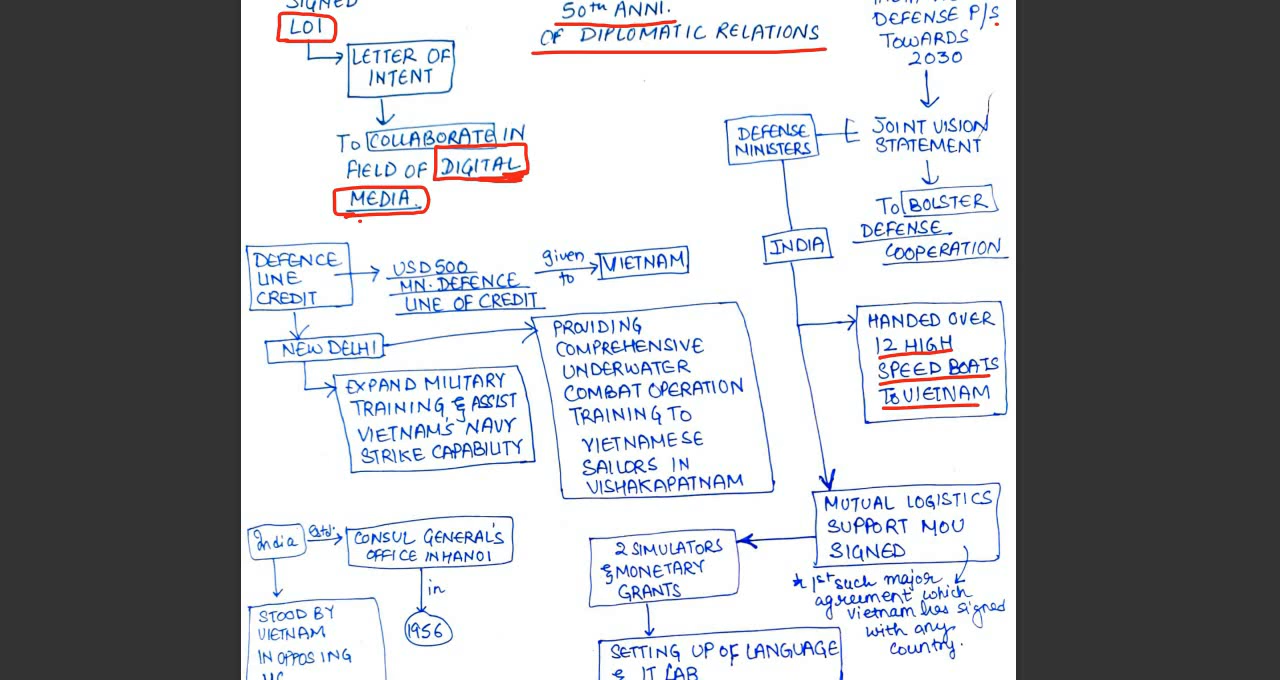 SIGNED
LOI
LETTER OF
INTENT
TO COLLABORATE IN
FIELD OF DIGITAL
MEDIA.
50th ANNI.
OF DIPLOMATIC RELATIONS
DEFENSE P/S
TOWARDS
2030
JOINT VISION
STATEMENT
DEFENSE
MINISTERS
TO BOLSTER
DEFENSE
COOPERATION
INDIA
HANDED OVER
12 HIGH
SPEED BOATS
TO VIETNAM
DEFENCE
LINE
CREDIT
USD 500
MN. DEFENCE
LINE OF CREDIT
given
to
VIETNAM
NEW DELHI
EXPAND MILITARY
TRAINING & ASSIST
VIETNAM'S NAVY
STRIKE CAPABILITY
PROVIDING
COMPREHENSIVE
UNDERWATER
COMBAT OPERATION
TRAINING TO
VIETNAMESE
SAILORS IN
VISHAKAPATNAM
MUTUAL LOGISTICS
SUPPORT MOU
SIGNED
* 1st such major
agreement which
Vietnam has signed
with any
country.
2 SIMULATORS
& MONETARY
GRANTS
SETTING UP OF LANGUAGE
& IT LAB
India
Estd.
CONSUL GENERAL'S
OFFICE IN HANOI
in
1956
STOOD BY
VIETNAM
IN OPPOSING